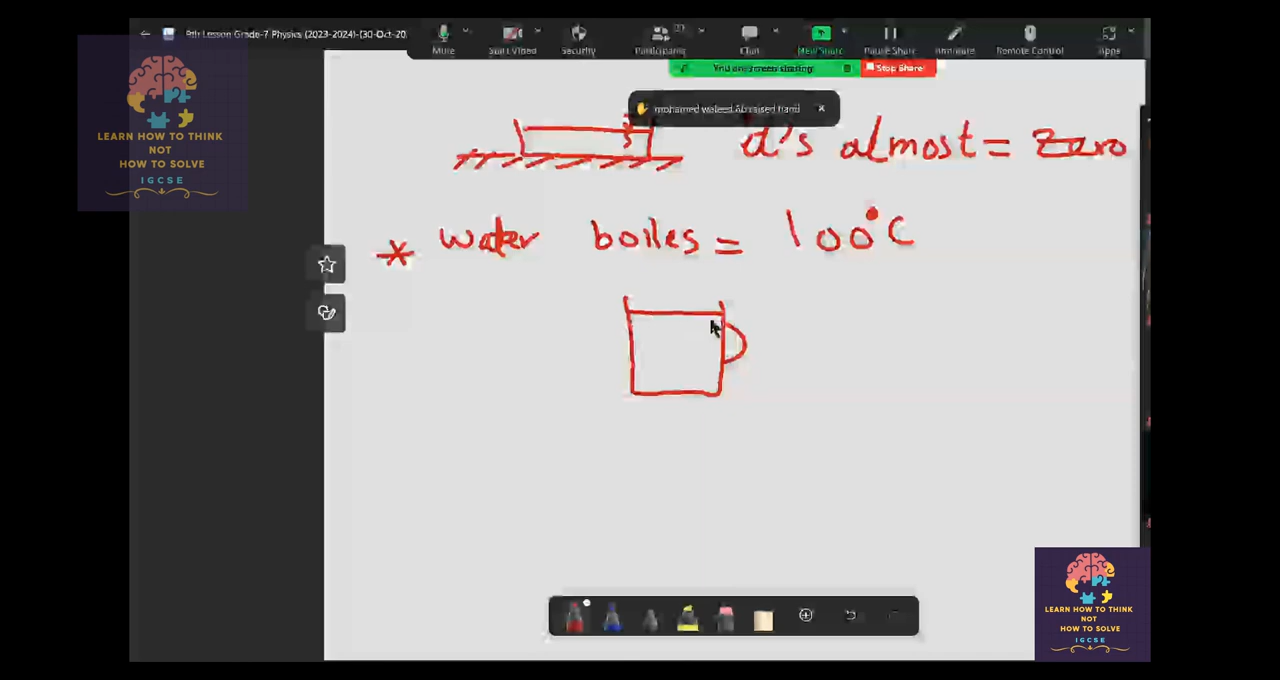 9th Lesson Grade-7 Physics (2023-2024)-(30-Oct-20
Mute
Start Video
Security
Participants
Chat
New Share
Pause Share
Annotate
Remote Control
Apps
You are screen sharing
Stop Share
mohamed waleed Ali raised hand
LEARN HOW TO THINK
NOT
HOW TO SOLVE
IGCSE
it's almost = zero
* water boiles = 100°C
LEARN HOW TO THINK
NOT
HOW TO SOLVE
IGCSE